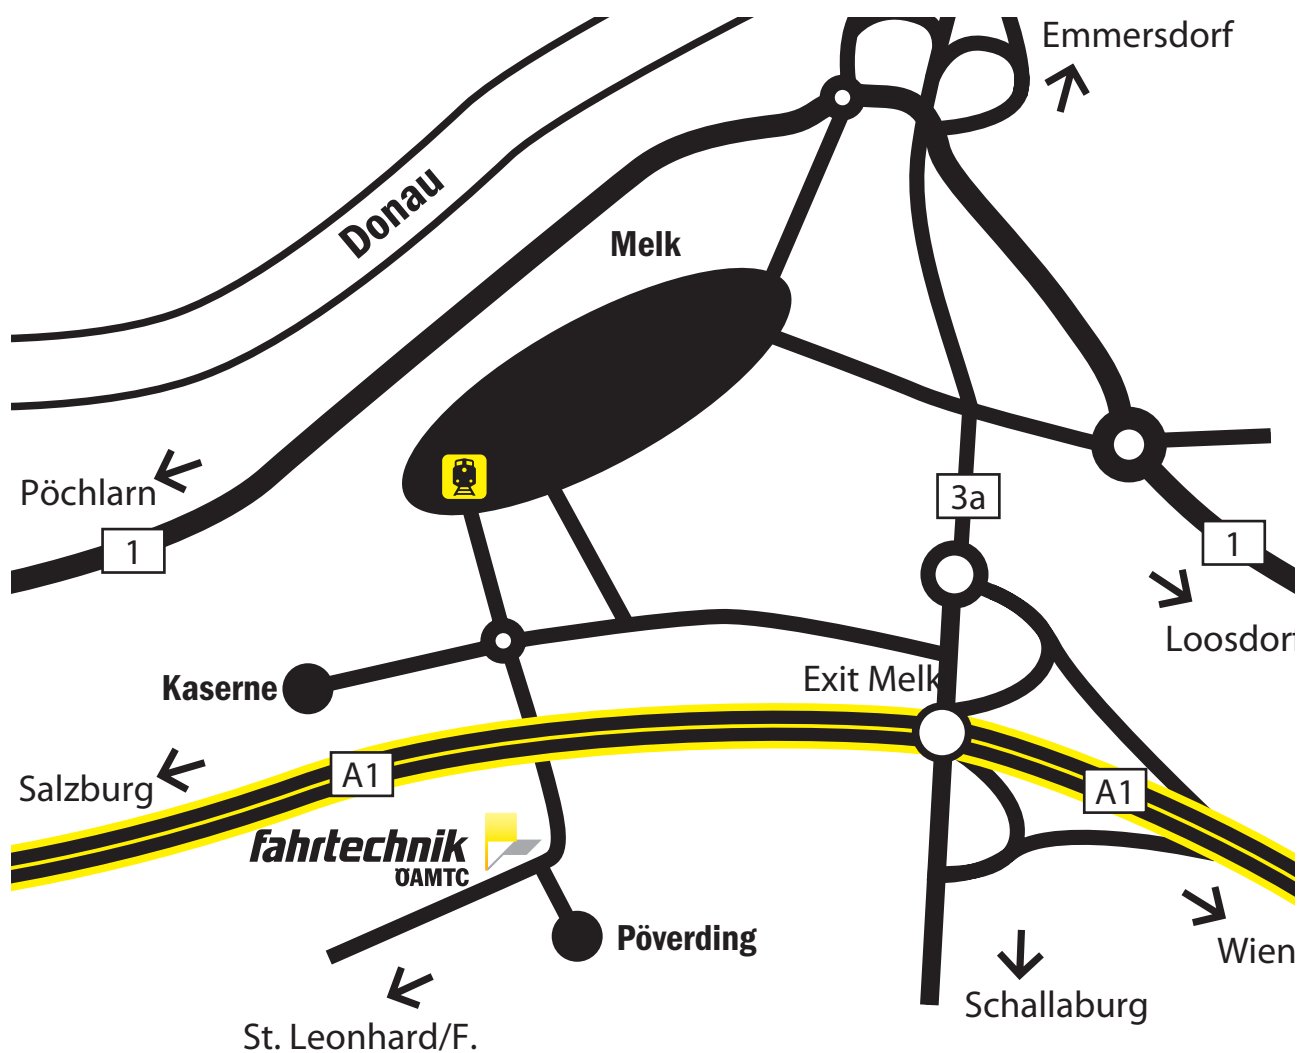 Emmersdorf
Donau
Melk
Pöchlarn
1
3a
1
Loosdorf
Kaserne
Exit Melk
Salzburg
A1
A1
fahrtechnik
ÖAMTC
Pöverding
Wien
Schallaburg
St. Leonhard/F.